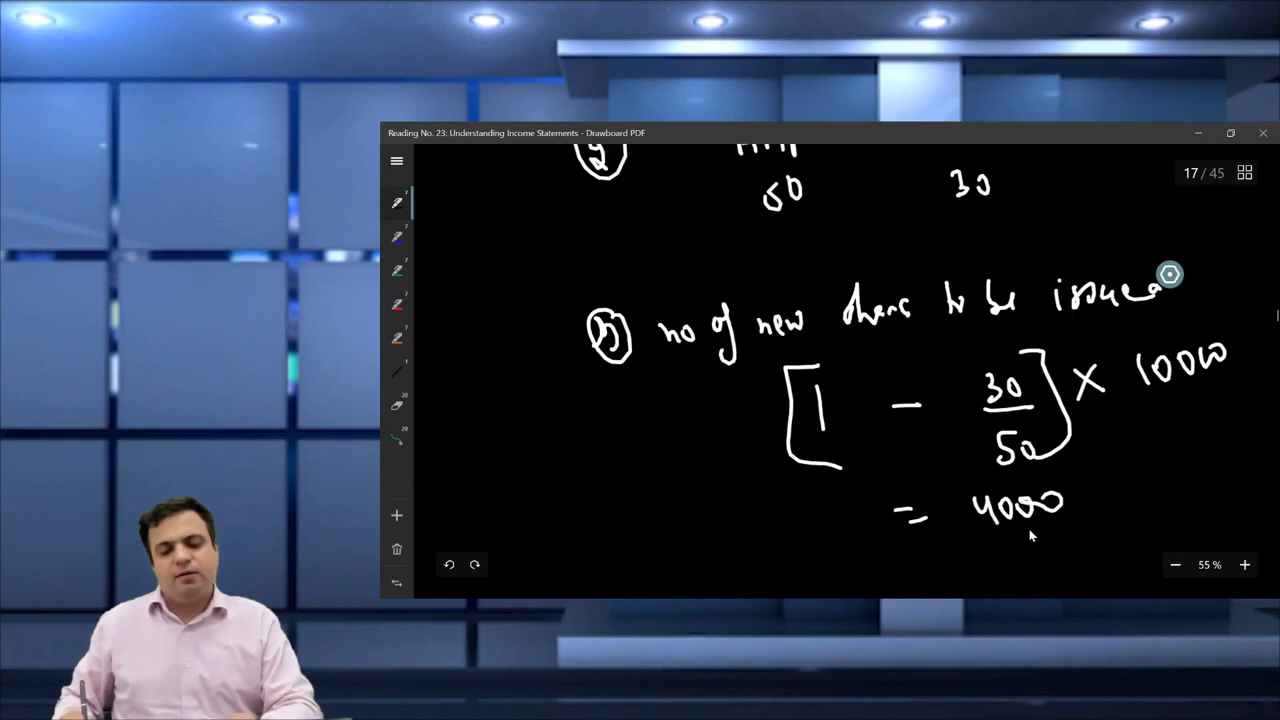 Reading No. 23: Understanding Income Statements - Drawboard PDF
17 / 45
50 30
b) no of new shares to be issued
[1 - 30/50] × 10000
= 4000
55 %